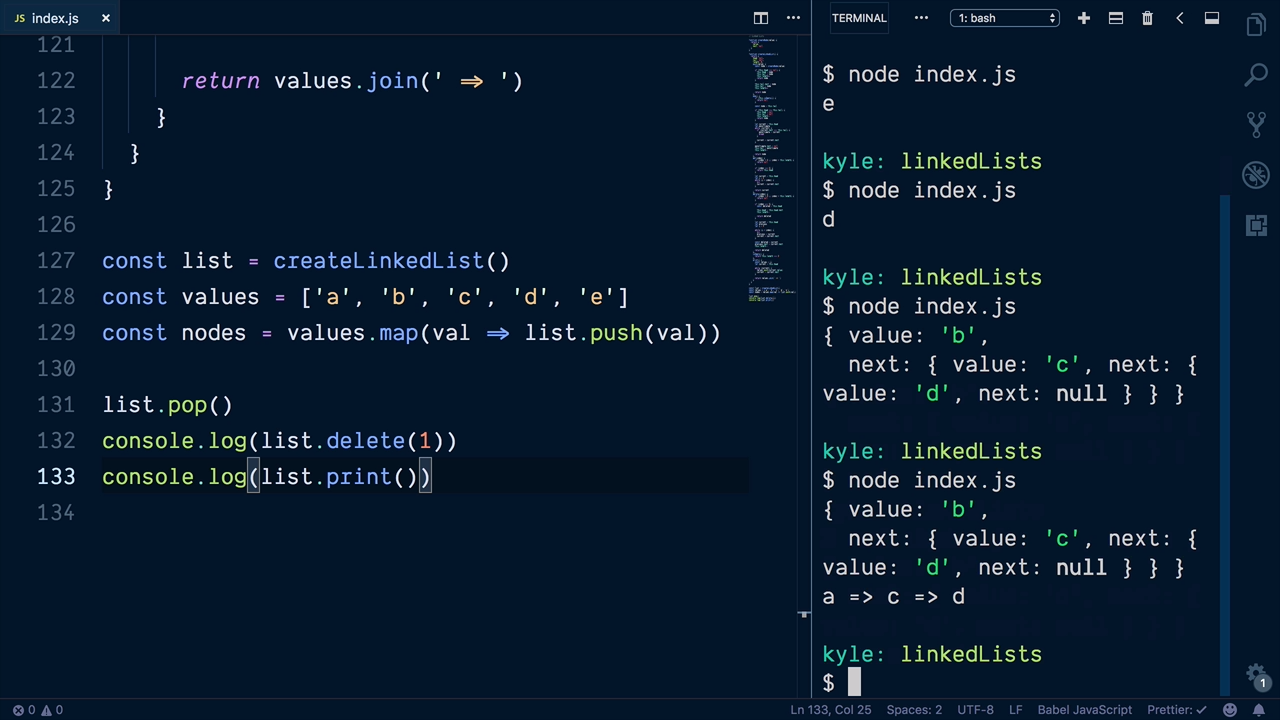 JS index.js ×
121
122 return values.join(' => ')
123 }
124 }
125 }
126
127 const list = createLinkedList()
128 const values = ['a', 'b', 'c', 'd', 'e']
129 const nodes = values.map(val => list.push(val))
130
131 list.pop()
132 console.log(list.delete(1))
133 console.log(list.print())
134
TERMINAL ··· 1: bash
$ node index.js
e
kyle: linkedLists
$ node index.js
d
kyle: linkedLists
$ node index.js
{ value: 'b',
next: { value: 'c', next: {
value: 'd', next: null } } }
kyle: linkedLists
$ node index.js
{ value: 'b',
next: { value: 'c', next: {
value: 'd', next: null } } }
a => c => d
kyle: linkedLists
$
1
0 0 Ln 133, Col 25 Spaces: 2 UTF-8 LF Babel JavaScript Prettier: ✓